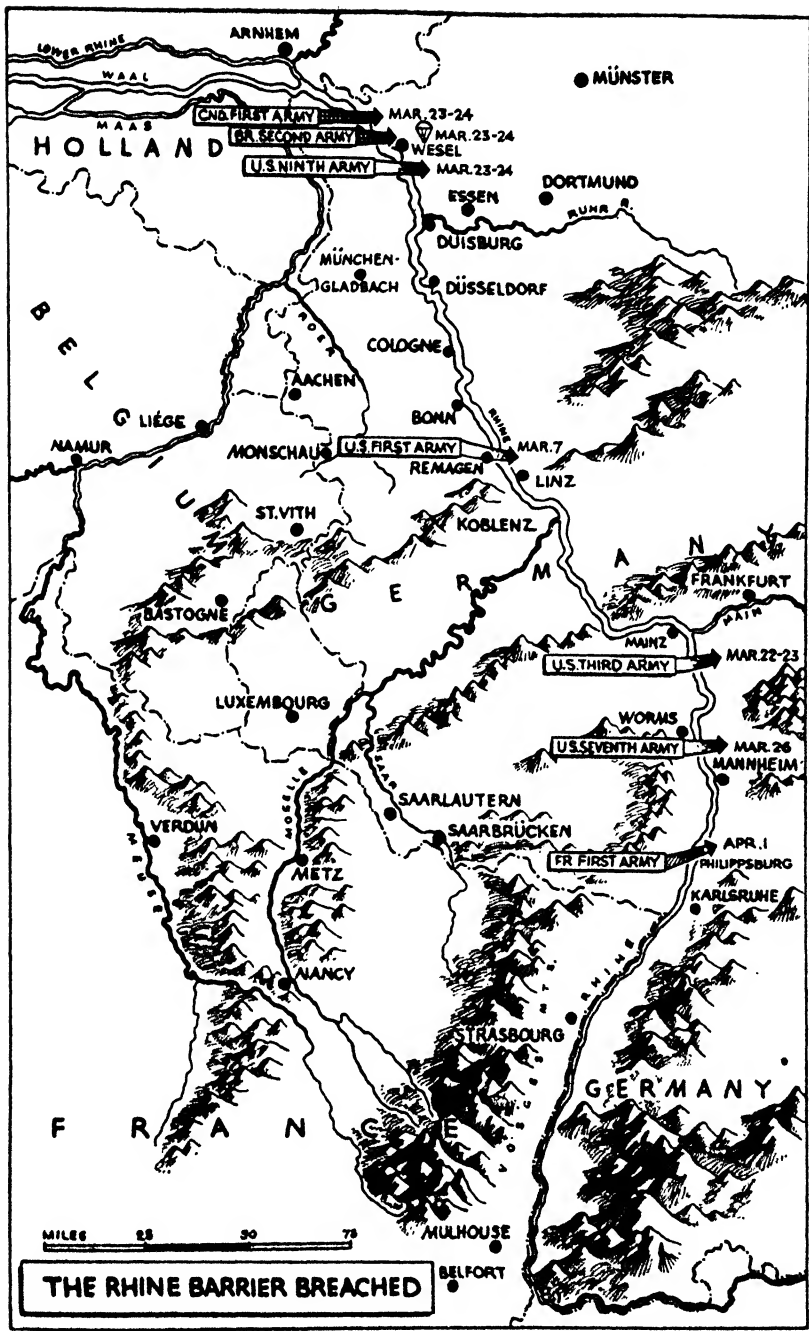 ARNHEM
LOWER RHINE
WAAL
MÜNSTER
MAAS
CND. FIRST ARMY
MAR. 23-24
BR. SECOND ARMY
MAR. 23-24
HOLLAND
WESEL
U.S. NINTH ARMY
MAR. 23-24
ESSEN
DORTMUND
RUHR R.
DUISBURG
MÜNCHEN-
GLADBACH
DÜSSELDORF
ROER
BELGIUM
COLOGNE
AACHEN
BONN
RHINE
LIÉGE
NAMUR
MONSCHAU
U.S. FIRST ARMY
MAR. 7
REMAGEN
LINZ
ST. VITH
KOBLENZ
GERMANY
BASTOGNE
FRANKFURT
MAIN
MAINZ
U.S. THIRD ARMY
MAR. 22-23
LUXEMBOURG
WORMS
U.S. SEVENTH ARMY
MAR. 26
MANNHEIM
SAAR
MOSELLE
SAARLAUTERN
VERDUN
SAARBRÜCKEN
MEUSE
METZ
FR. FIRST ARMY
APR. 1
PHILIPPSBURG
KARLSRUHE
NANCY
RHINE
STRASBOURG
VOSGES MTS.
GERMANY
FRANCE
MILES 25 50 75
MULHOUSE
BELFORT
THE RHINE BARRIER BREACHED